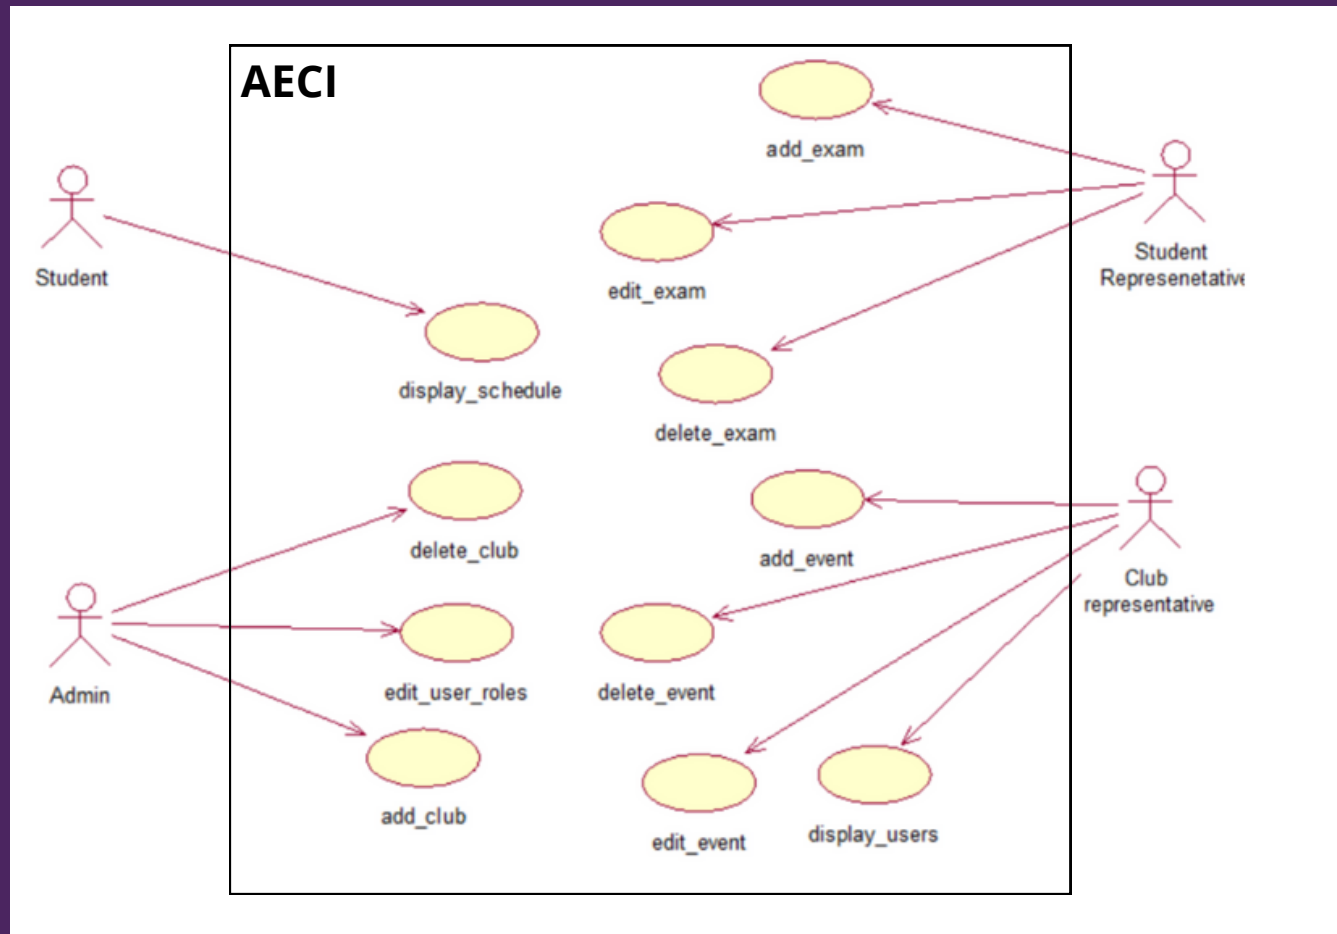 AECI
add_exam
Student
Represenetative
edit_exam
Student
display_schedule
delete_exam
delete_club
add_event
Club
representative
Admin
edit_user_roles
delete_event
add_club
edit_event
display_users